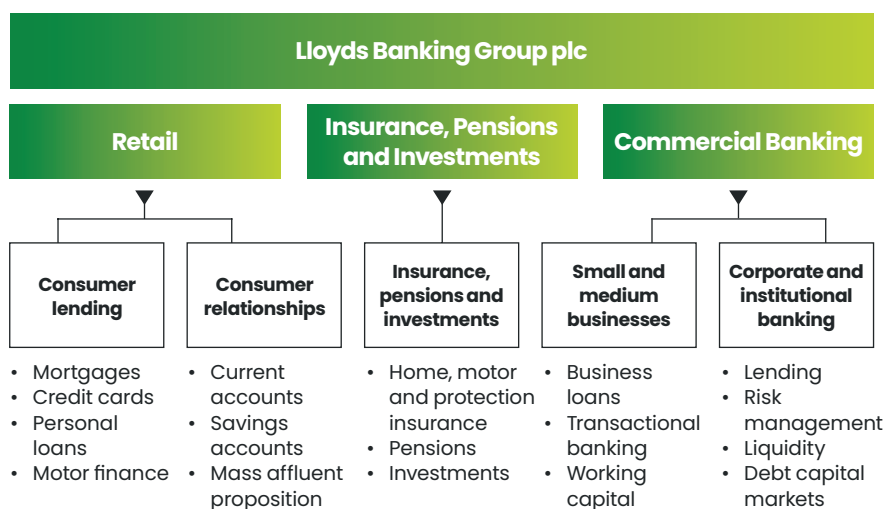 Lloyds Banking Group plc
Retail
Insurance, Pensions
and Investments
Commercial Banking
Consumer
lending
Consumer
relationships
Insurance,
pensions and
investments
Small and
medium
businesses
Corporate and
institutional
banking
• Mortgages
• Credit cards
• Personal
loans
• Motor finance
• Current
accounts
• Savings
accounts
• Mass affluent
proposition
• Home, motor
and protection
insurance
• Pensions
• Investments
• Business
loans
• Transactional
banking
• Working
capital
• Lending
• Risk
management
• Liquidity
• Debt capital
markets